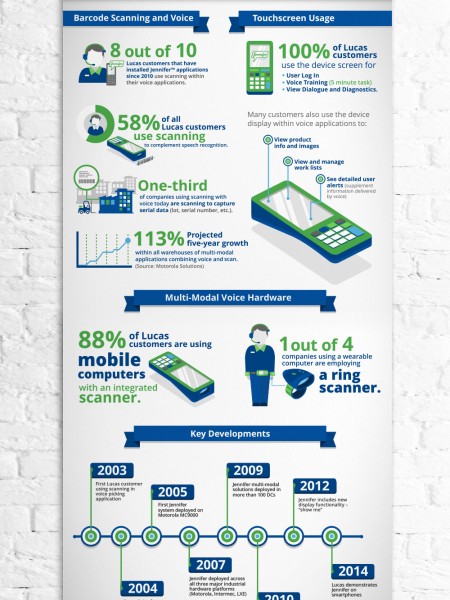 Barcode Scanning and Voice
8 out of 10
Lucas customers that have
installed Jennifer™ applications
since 2010 use scanning within
their voice applications.
58% of all
Lucas customers
use scanning
to complement speech recognition.
One-third
of companies using scanning with
voice today are scanning to capture
serial data (lot, serial number, etc.).
113% Projected
five-year growth
within all warehouses of multi-modal
applications combining voice and scan.
(Source: Motorola Solutions)
Touchscreen Usage
100% of Lucas
customers
use the device screen for
• User Log In
• Voice Training (5 minute task)
• View Dialogue and Diagnostics.
Many customers also use the device
display within voice applications to:
View product
info and images
View and manage
work lists
See detailed user
alerts (supplement
information delivered
by voice)
Multi-Modal Voice Hardware
88% of Lucas
customers are using
mobile
computers
with an integrated
scanner.
1 out of 4
companies using a wearable
computer are employing
a ring
scanner.
Key Developments
2003
First Lucas customer
using scanning in
voice picking
application
2005
First Jennifer
system deployed on
Motorola MC9000
2009
Jennifer multi-modal
solutions deployed in
more than 100 DCs
2012
Jennifer includes new
display functionality –
"show me"
2004
2007
Jennifer deployed across
all three major industrial
hardware platforms
(Motorola, Intermec, LXE)
2010
2014
Lucas demonstrates
Jennifer on
smartphones